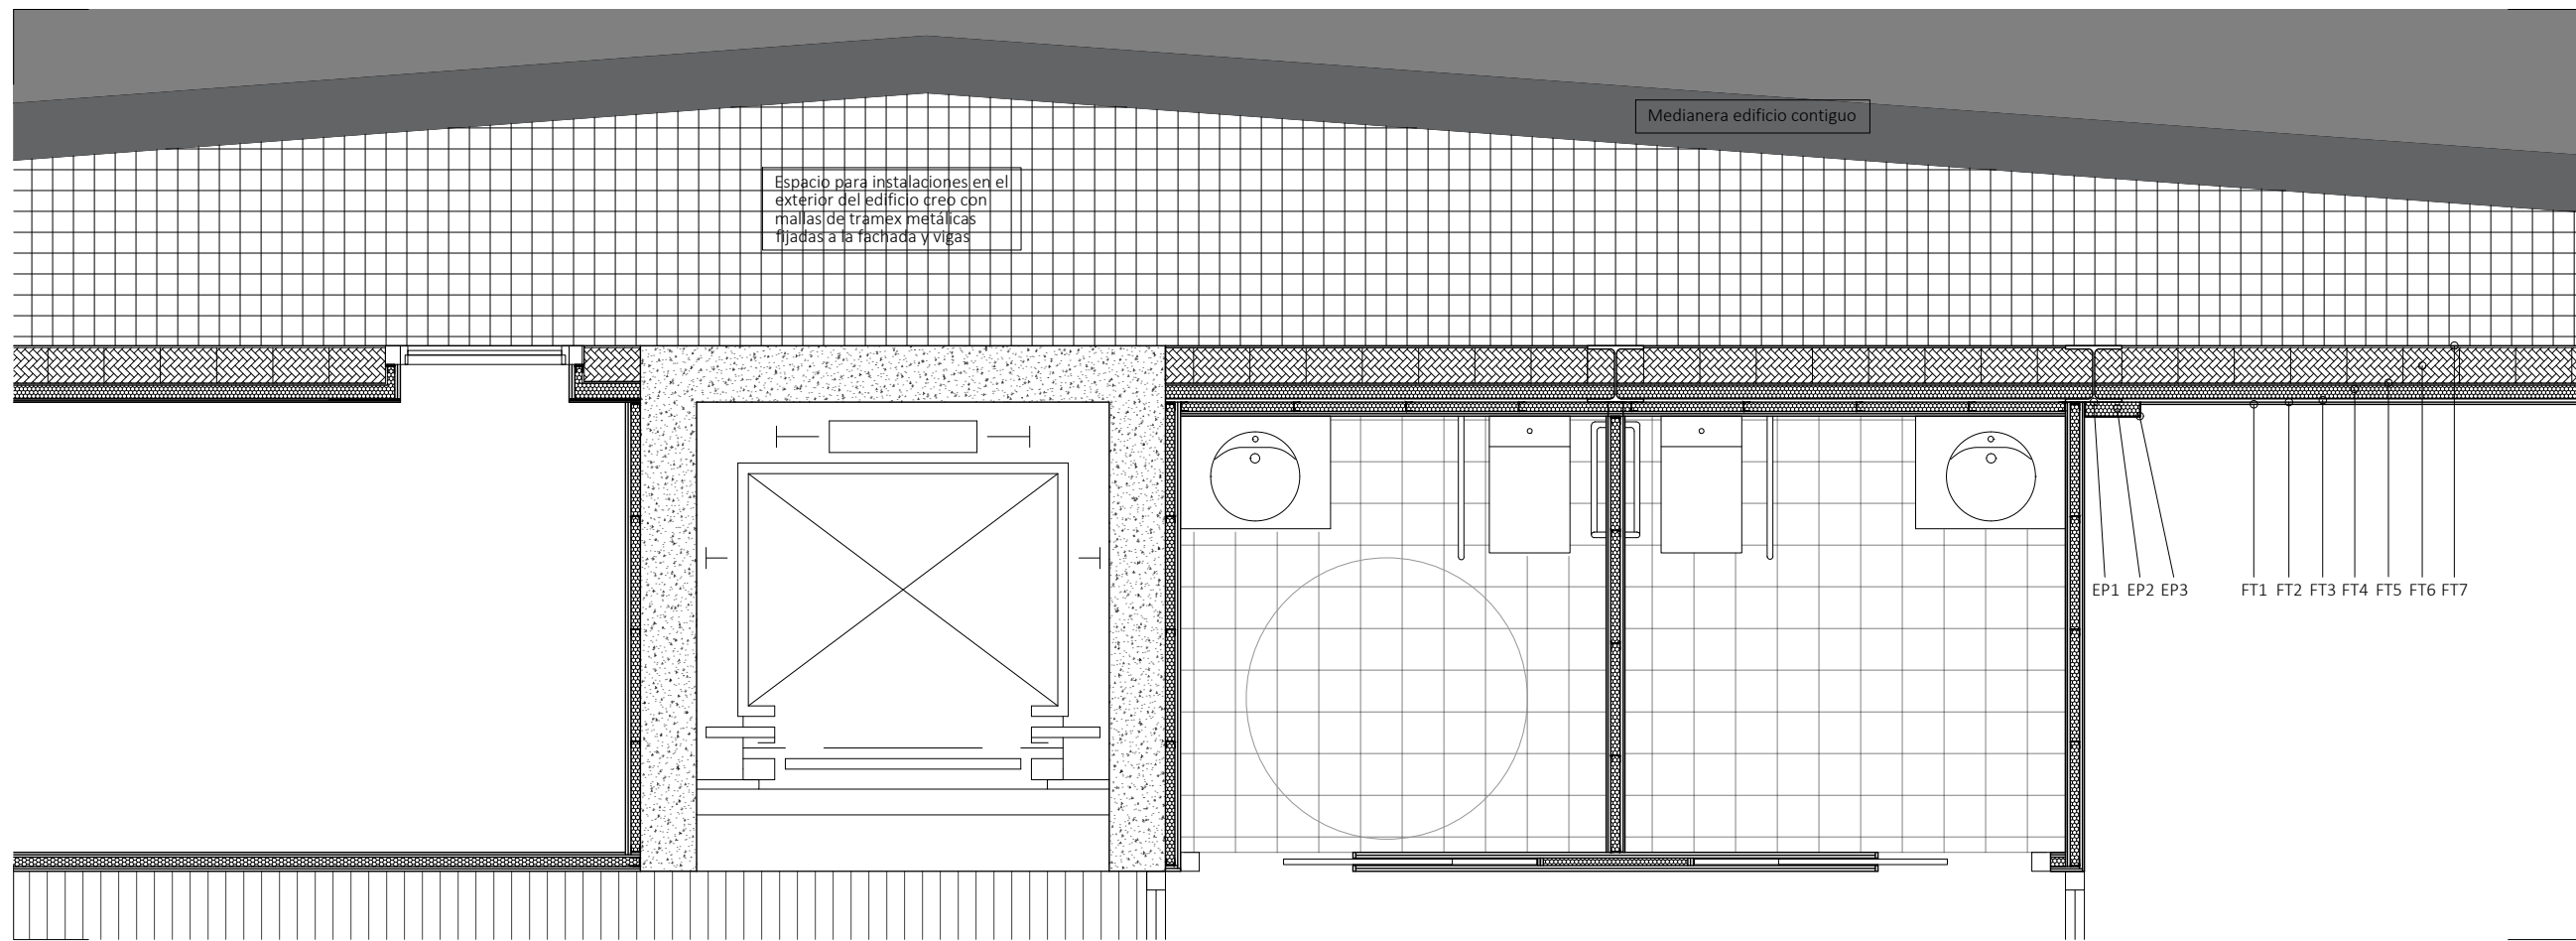 Medianera edificio contiguo
Espacio para instalaciones en el
exterior del edificio creo con
mallas de tramex metálicas
fijadas a la fachada y vigas
EP1 EP2 EP3 FT1 FT2 FT3 FT4 FT5 FT6 FT7